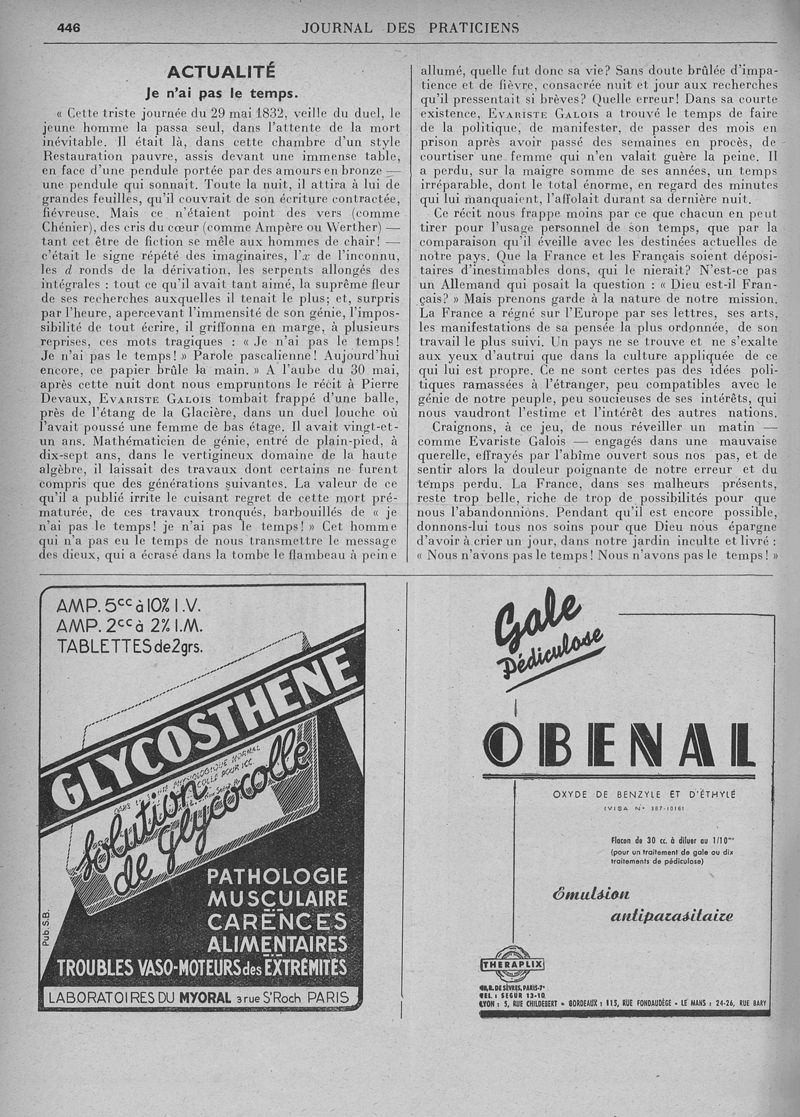 446
JOURNAL DES PRATICIENS
ACTUALITÉ
Je n'ai pas le temps.
« Cette triste journée du 29 mai 1832, veille du duel, le
jeune homme la passa seul, dans l'attente de la mort
inévitable. Il était là, dans cette chambre d'un style
Restauration pauvre, assis devant une immense table,
en face d'une pendule portée par des amours en bronze —
une pendule qui sonnait. Toute la nuit, il attira à lui de
grandes feuilles, qu'il couvrait de son écriture contractée,
fiévreuse. Mais ce n'étaient point des vers (comme
Chénier), des cris du cœur (comme Ampère ou Werther) —
tant cet être de fiction se mêle aux hommes de chair! —
c'était le signe répété des imaginaires, l'x de l'inconnu,
les d ronds de la dérivation, les serpents allongés des
intégrales : tout ce qu'il avait tant aimé, la suprême fleur
de ses recherches auxquelles il tenait le plus; et, surpris
par l'heure, apercevant l'immensité de son génie, l'impos-
sibilité de tout écrire, il griffonna en marge, à plusieurs
reprises, ces mots tragiques : « Je n'ai pas le temps!
Je n'ai pas le temps! » Parole pascalienne! Aujourd'hui
encore, ce papier brûle la main. » A l'aube du 30 mai,
après cette nuit dont nous empruntons le récit à Pierre
Devaux, EVARISTE GALOIS tombait frappé d'une balle,
près de l'étang de la Glacière, dans un duel louche où
l'avait poussé une femme de bas étage. Il avait vingt-et-
un ans. Mathématicien de génie, entré de plain-pied, à
dix-sept ans, dans le vertigineux domaine de la haute
algèbre, il laissait des travaux dont certains ne furent
compris que des générations suivantes. La valeur de ce
qu'il a publié irrite le cuisant regret de cette mort pré-
maturée, de ces travaux tronqués, barbouillés de « je
n'ai pas le temps! je n'ai pas le temps! » Cet homme
qui n'a pas eu le temps de nous transmettre le message
des dieux, qui a écrasé dans la tombe le flambeau à peine
allumé, quelle fut donc sa vie? Sans doute brûlée d'impa-
tience et de fièvre, consacrée nuit et jour aux recherches
qu'il pressentait si brèves? Quelle erreur! Dans sa courte
existence, EVARISTE GALOIS a trouvé le temps de faire
de la politique, de manifester, de passer des mois en
prison après avoir passé des semaines en procès, de
courtiser une femme qui n'en valait guère la peine. Il
a perdu, sur la maigre somme de ses années, un temps
irréparable, dont le total énorme, en regard des minutes
qui lui manquaient, l'affolait durant sa dernière nuit.
Ce récit nous frappe moins par ce que chacun en peut
tirer pour l'usage personnel de son temps, que par la
comparaison qu'il éveille avec les destinées actuelles de
notre pays. Que la France et les Français soient déposi-
taires d'inestimables dons, qui le nierait? N'est-ce pas
un Allemand qui posait la question : « Dieu est-il Fran-
çais? » Mais prenons garde à la nature de notre mission.
La France a régné sur l'Europe par ses lettres, ses arts,
les manifestations de sa pensée la plus ordonnée, de son
travail le plus suivi. Un pays ne se trouve et ne s'exalte
aux yeux d'autrui que dans la culture appliquée de ce
qui lui est propre. Ce ne sont certes pas des idées poli-
tiques ramassées à l'étranger, peu compatibles avec le
génie de notre peuple, peu soucieuses de ses intérêts, qui
nous vaudront l'estime et l'intérêt des autres nations.
Craignons, à ce jeu, de nous réveiller un matin —
comme Evariste Galois — engagés dans une mauvaise
querelle, effrayés par l'abîme ouvert sous nos pas, et de
sentir alors la douleur poignante de notre erreur et du
temps perdu. La France, dans ses malheurs présents,
reste trop belle, riche de trop de possibilités pour que
nous l'abandonnions. Pendant qu'il est encore possible,
donnons-lui tous nos soins pour que Dieu nous épargne
d'avoir à crier un jour, dans notre jardin inculte et livré :
« Nous n'avons pas le temps! Nous n'avons pas le temps! »
AMP. 5cc à 10% I.V.
AMP. 2cc à 2% I.M.
TABLETTES de 2grs.
GLYCOSTHENE
Solution
de glycocolle
PATHOLOGIE
MUSCULAIRE
CARENCES
ALIMENTAIRES
TROUBLES VASO-MOTEURS des EXTRÉMITÉS
Pub. S.B.
LABORATOIRES DU MYORAL 3 rue St Roch PARIS
Gale
Pédiculose
OBENAL
OXYDE DE BENZYLE ET D'ÉTHYLE
(VISA N° 387-10161
Flacon de 30 cc. à diluer au 1/10me
(pour un traitement de gale ou dix
traitements de pédiculose)
Émulsion
antiparasitaire
THERAPLIX
98, R. DE SÈVRES, PARIS-7e
TEL : SEGUR 13-10
LYON : 5, RUE CHILDEBERT - BORDEAUX : 115, RUE FONDAUDÈGE - LE MANS : 24-26, RUE BARY